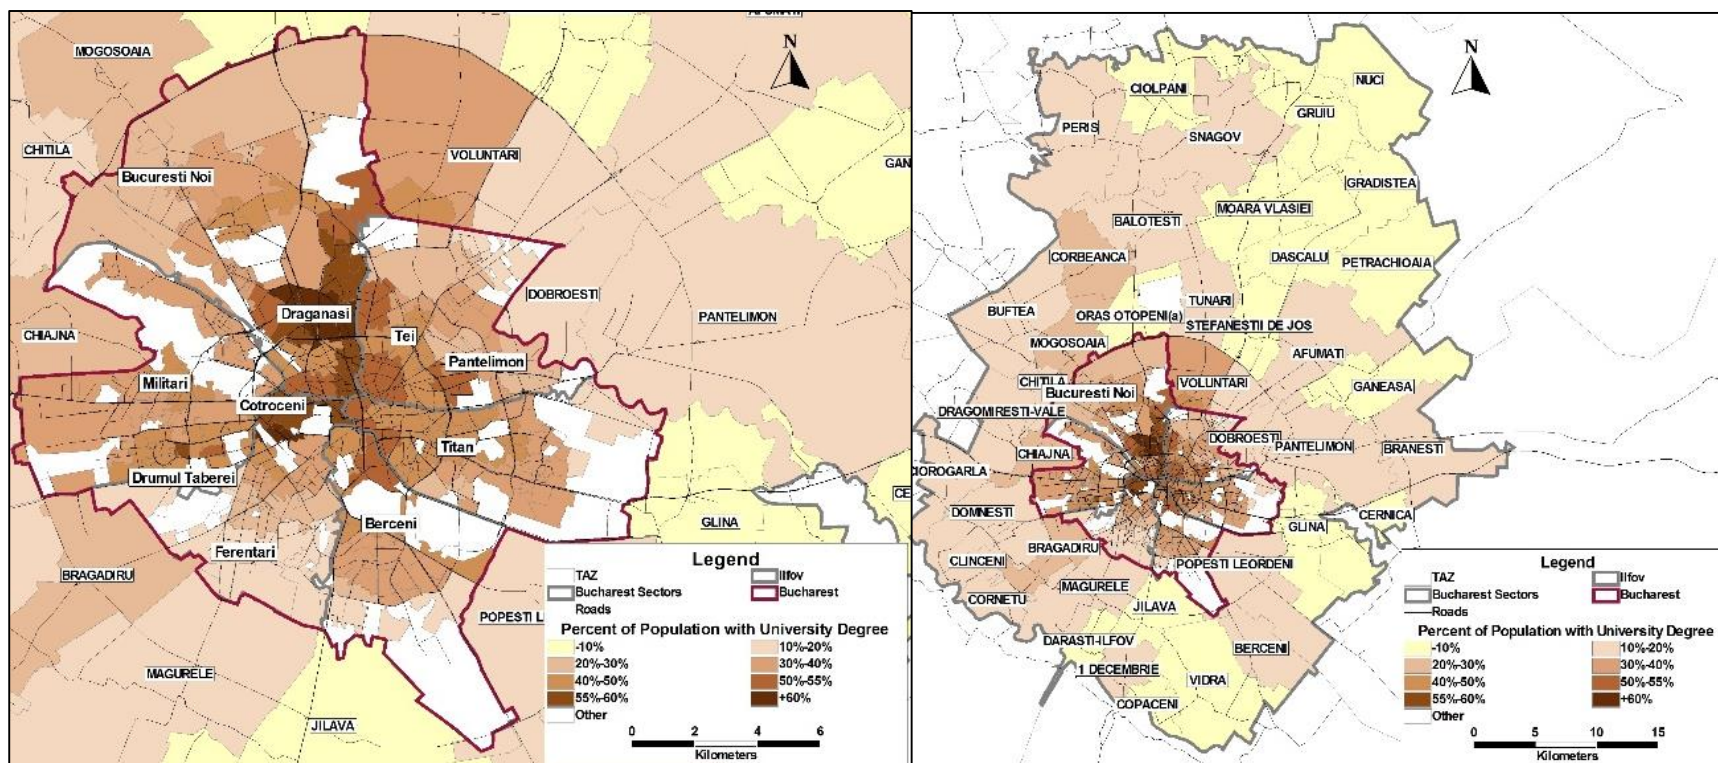 AFUMATI
MOGOSOAIA
N
CHITILA
VOLUNTARI
GAN
Bucuresti Noi
DOBROESTI
Draganasi
PANTELIMON
Tei
CHIAJNA
Pantelimon
Militari
Cotroceni
Titan
Drumul Taberei
CE
Berceni
GLINA
Ferentari
BRAGADIRU
POPESTI L
MAGURELE
JILAVA
Legend
TAZ
Ilfov
Bucharest Sectors
Bucharest
Roads
Percent of Population with University Degree
-10%
10%-20%
20%-30%
30%-40%
40%-50%
50%-55%
55%-60%
+60%
Other
0 2 4 6
Kilometers
N
NUCI
CIOLPANI
GRUIU
PERIS
SNAGOV
GRADISTEA
MOARA VLASIEI
BALOTESTI
CORBEANCA
DASCALU
PETRACHIOAIA
TUNARI
BUFTEA
ORAS OTOPENI(a)
STEFANESTII DE JOS
MOGOSOAIA
AFUMATI
CHITILA
VOLUNTARI
GANEASA
Bucuresti Noi
DRAGOMIRESTI-VALE
DOBROESTI
PANTELIMON
BRANESTI
CHIAJNA
CIOROGARLA
DOMNESTI
CERNICA
GLINA
BRAGADIRU
CLINCENI
POPESTI LEORDENI
MAGURELE
CORNETU
JILAVA
DARASTI-ILFOV
BERCENI
1 DECEMBRIE
VIDRA
COPACENI
Legend
TAZ
Ilfov
Bucharest Sectors
Bucharest
Roads
Percent of Population with University Degree
-10%
10%-20%
20%-30%
30%-40%
40%-50%
50%-55%
55%-60%
+60%
Other
0 5 10 15
Kilometers